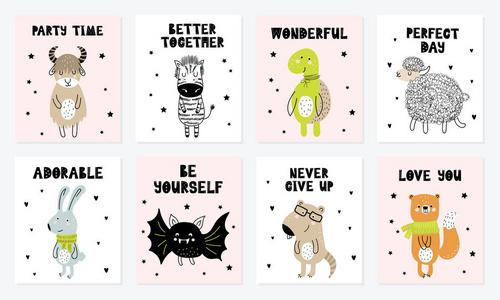 PARTY TIME
BETTER
TOGETHER
WONDERFUL
PERFECT
DAY
ADORABLE
BE
YOURSELF
NEVER
GIVE UP
LOVE YOU